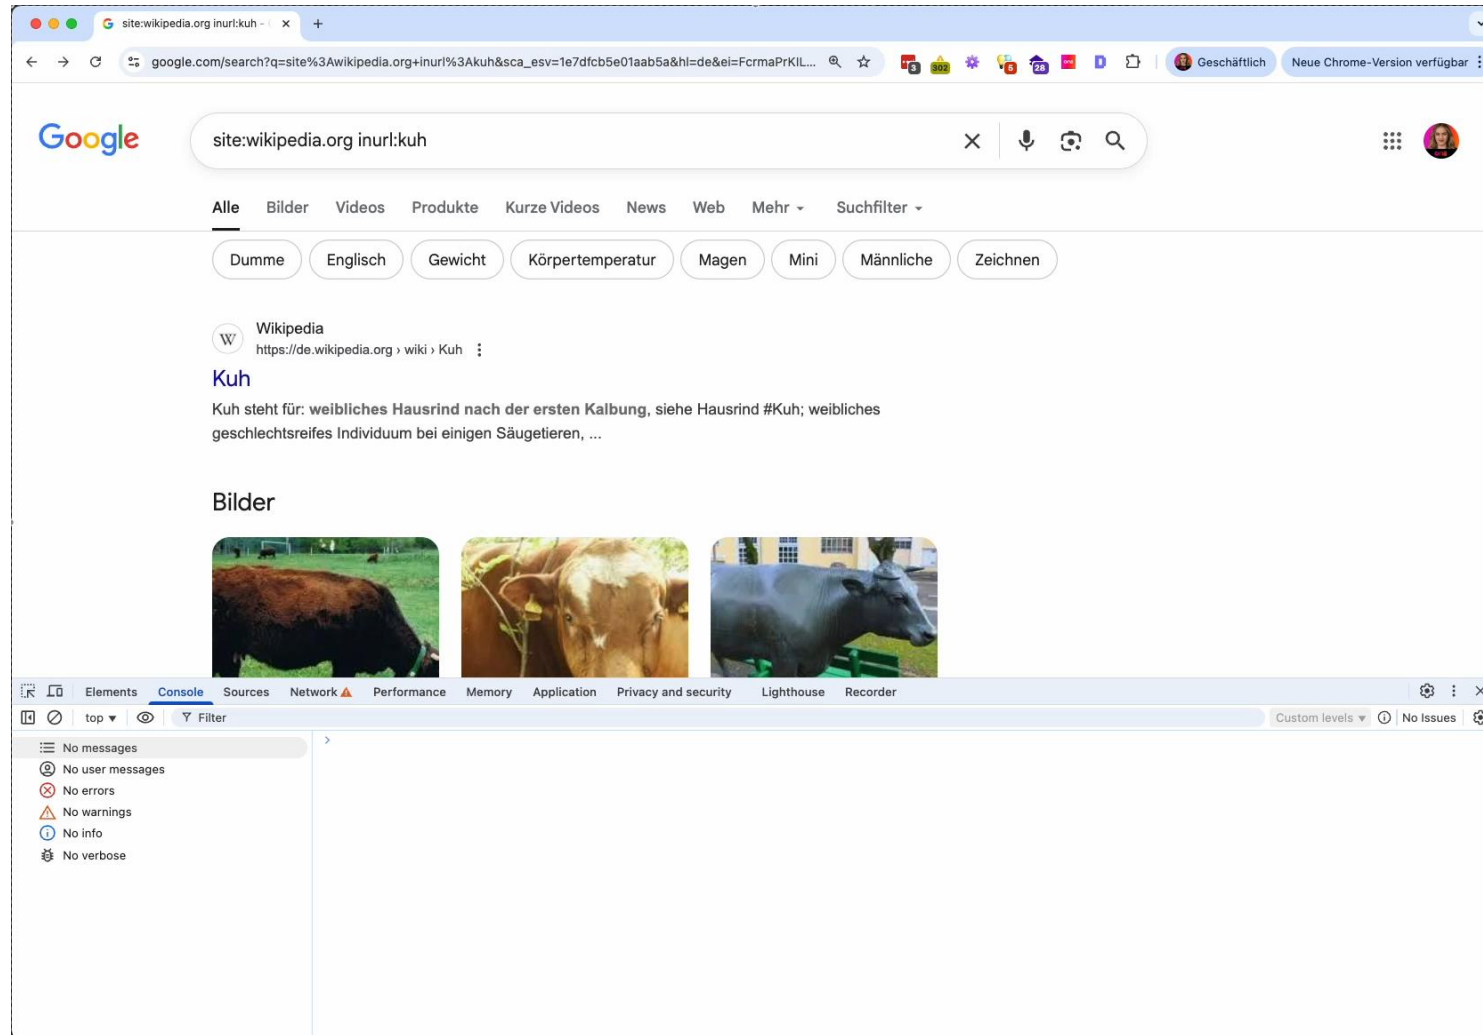 site:wikipedia.org inurl:kuh -
google.com/search?q=site%3Awikipedia.org+inurl%3Akuh&sca_esv=1e7dfcb5e01aab5a&hl=de&ei=FcrmaPrKIL...
3
302
5
28
D
Geschäftlich
Neue Chrome-Version verfügbar
Google
site:wikipedia.org inurl:kuh
Alle Bilder Videos Produkte Kurze Videos News Web Mehr Suchfilter
Dumme Englisch Gewicht Körpertemperatur Magen Mini Männliche Zeichnen
W
Wikipedia
https://de.wikipedia.org › wiki › Kuh
Kuh
Kuh steht für: weibliches Hausrind nach der ersten Kalbung, siehe Hausrind #Kuh; weibliches
geschlechtsreifes Individuum bei einigen Säugetieren, ...
Bilder
Elements Console Sources Network Performance Memory Application Privacy and security Lighthouse Recorder
top Filter Custom levels No Issues
No messages
No user messages
No errors
No warnings
No info
No verbose